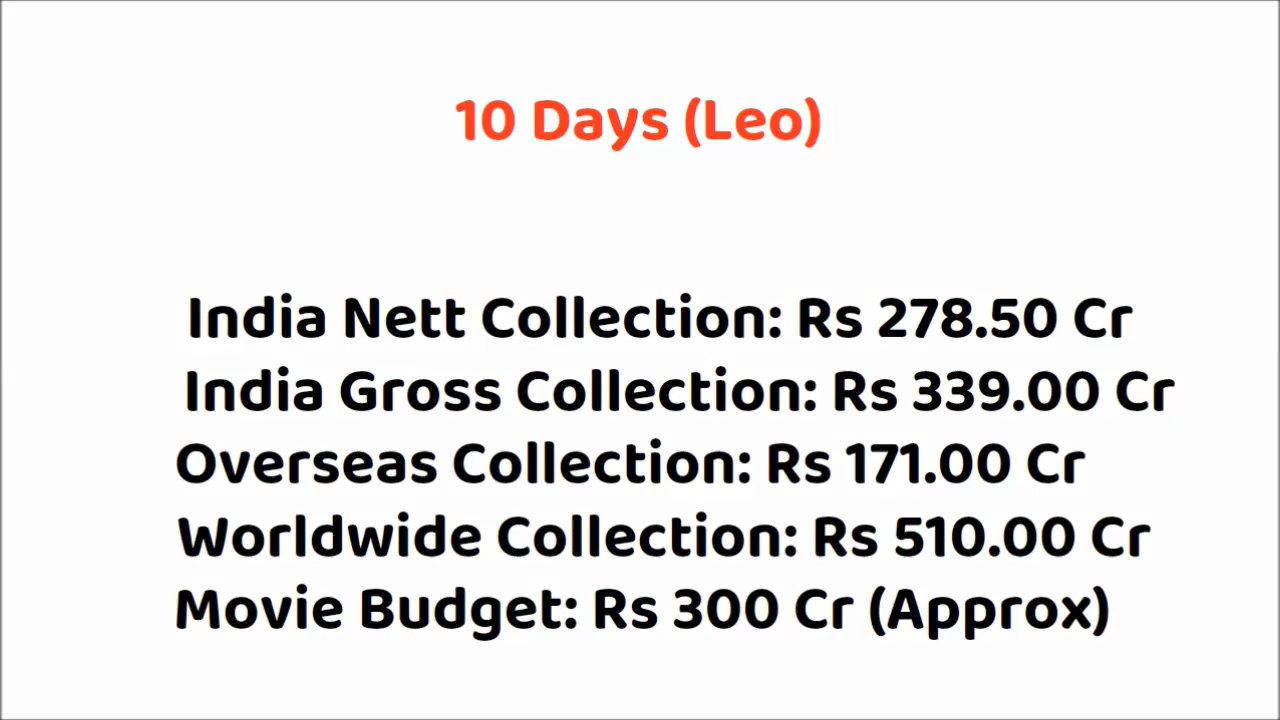 10 Days (Leo)
India Nett Collection: Rs 278.50 Cr
India Gross Collection: Rs 339.00 Cr
Overseas Collection: Rs 171.00 Cr
Worldwide Collection: Rs 510.00 Cr
Movie Budget: Rs 300 Cr (Approx)